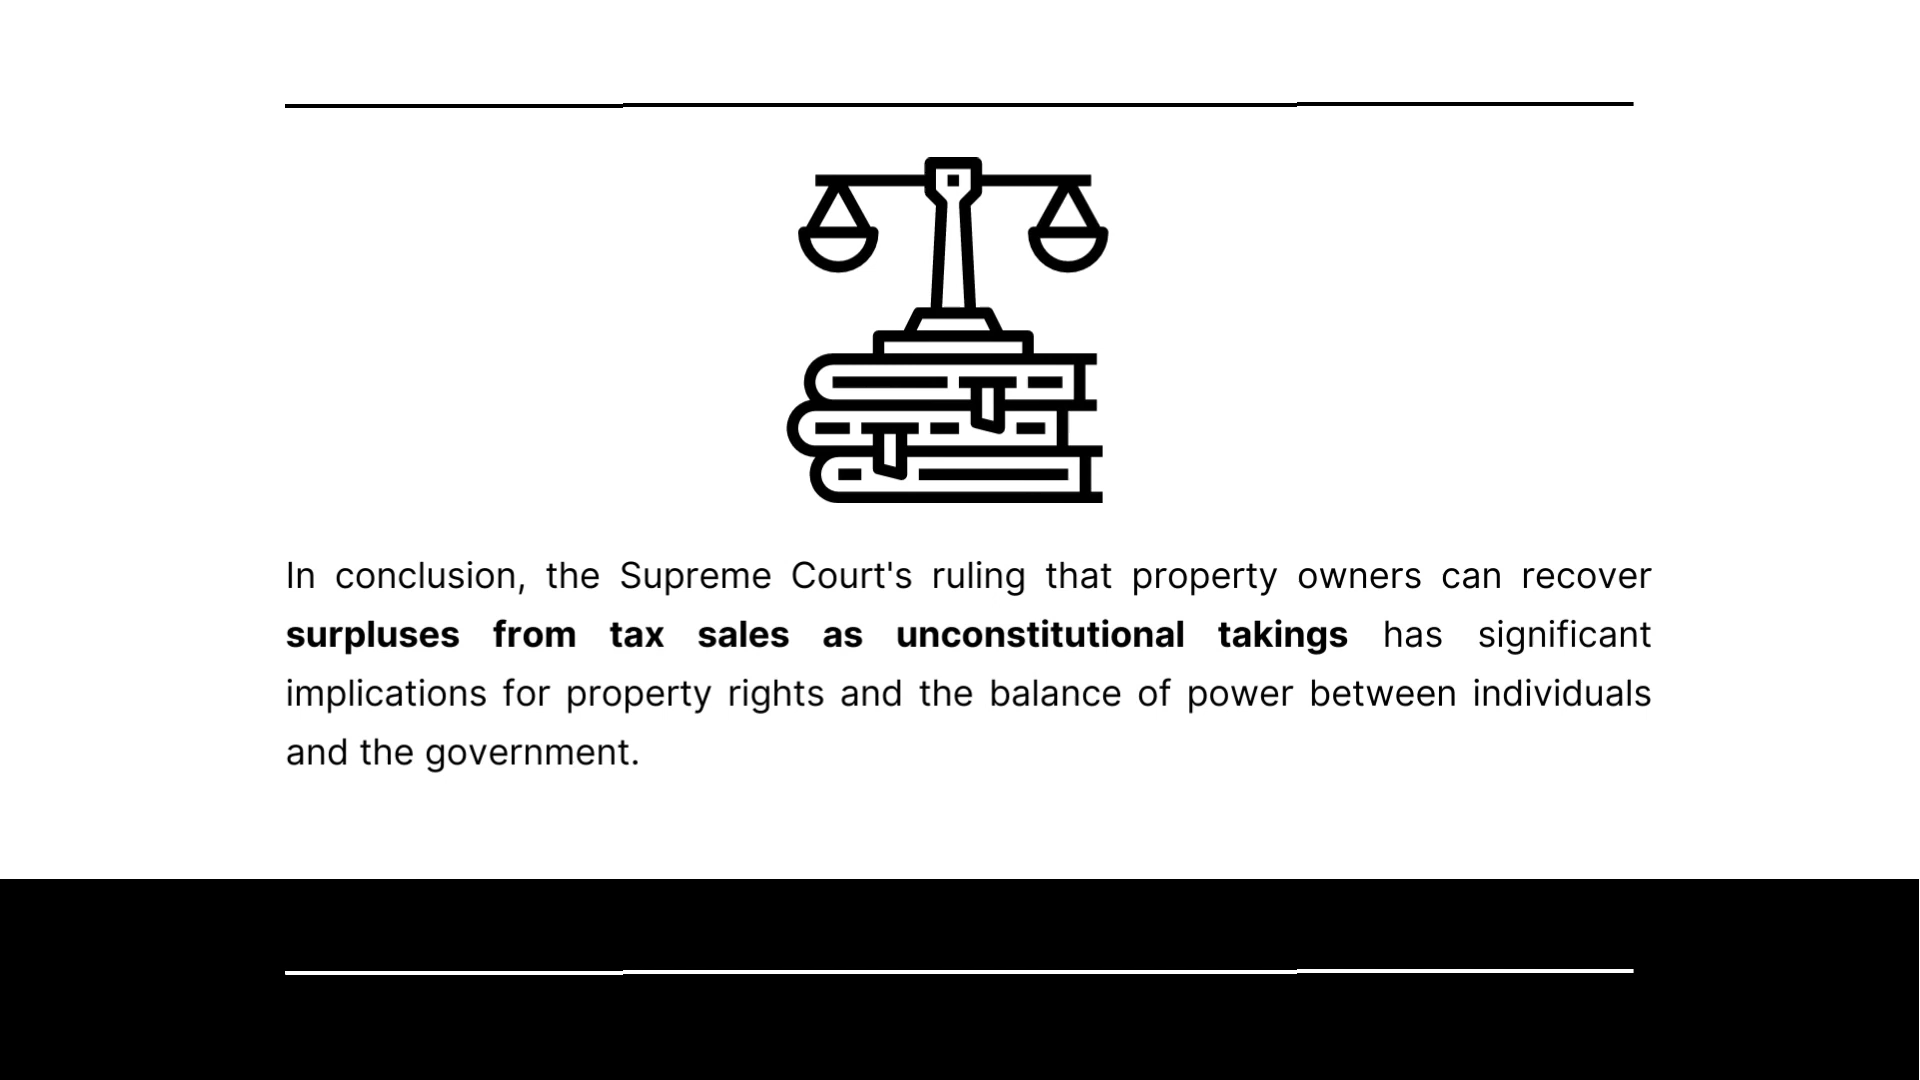 In conclusion, the Supreme Court's ruling that property owners can recover
surpluses from tax sales as unconstitutional takings has significant
implications for property rights and the balance of power between individuals
and the government.